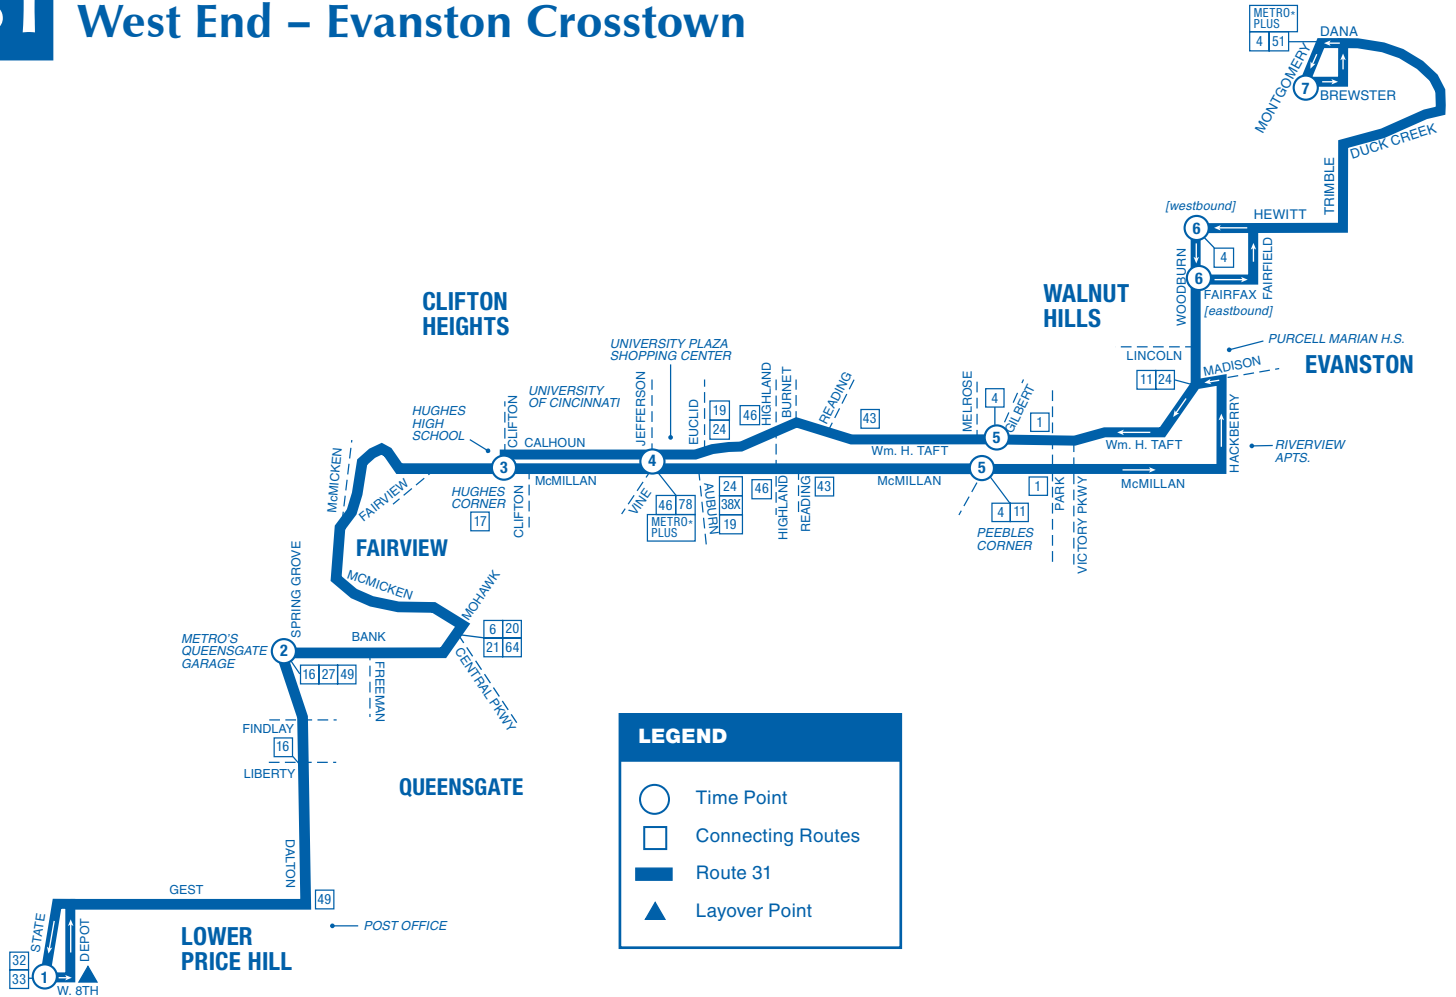 West End – Evanston Crosstown
METRO*
PLUS
4 51
DANA
MONTGOMERY
7
BREWSTER
DUCK CREEK
TRIMBLE
[westbound]
HEWITT
6
4
WOODBURN
FAIRFIELD
6
FAIRFAX
[eastbound]
WALNUT
HILLS
CLIFTON
HEIGHTS
PURCELL MARIAN H.S.
LINCOLN
MADISON
EVANSTON
11 24
UNIVERSITY PLAZA
SHOPPING CENTER
UNIVERSITY
OF CINCINNATI
HUGHES
HIGH
SCHOOL
CLIFTON
CALHOUN
JEFFERSON
EUCLID
19
24
46
HIGHLAND
BURNET
READING
43
MELROSE
4
GILBERT
1
5
Wm. H. TAFT
Wm. H. TAFT
HACKBERRY
RIVERVIEW
APTS.
McMICKEN
FAIRVIEW
3
HUGHES
CORNER
17
CLIFTON
McMILLAN
4
VINE
46 78
METRO*
PLUS
AUBURN
24
38X
19
46
HIGHLAND
READING
43
McMILLAN
5
4 11
PEEBLES
CORNER
1
PARK
VICTORY PKWY
McMILLAN
FAIRVIEW
MCMICKEN
MOHAWK
SPRING GROVE
METRO'S
QUEENSGATE
GARAGE
2
BANK
6 20
21 64
16 27 49
FREEMAN
CENTRAL PKWY
FINDLAY
16
LIBERTY
QUEENSGATE
DALTON
GEST
49
POST OFFICE
STATE
DEPOT
LOWER
PRICE HILL
32
33
1
W. 8TH
LEGEND
Time Point
Connecting Routes
Route 31
Layover Point